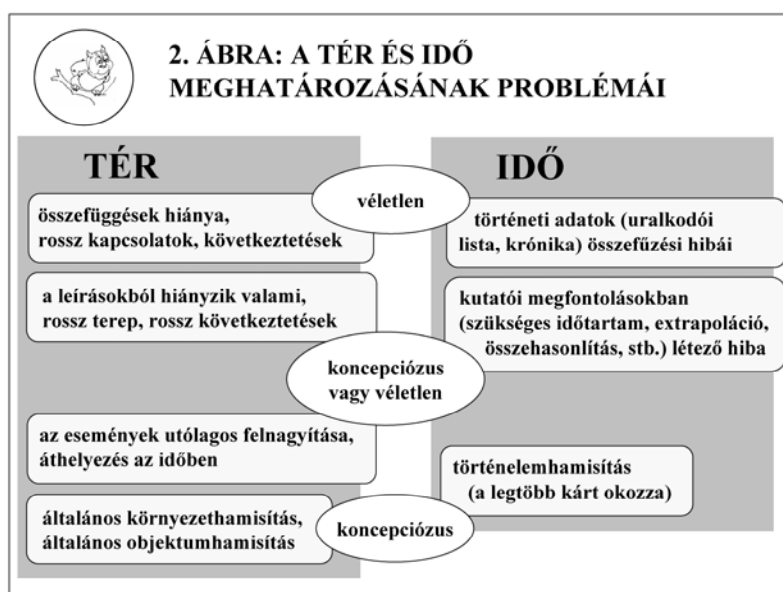 2. ÁBRA: A TÉR ÉS IDŐ
MEGHATÁROZÁSÁNAK PROBLÉMÁI
TÉR
összefüggések hiánya,
rossz kapcsolatok, következtetések
a leírásokból hiányzik valami,
rossz terep, rossz következtetések
az események utólagos felnagyítása,
áthelyezés az időben
általános környezethamisítás,
általános objektumhamisítás
véletlen
koncepciózus
vagy véletlen
koncepciózus
IDŐ
történeti adatok (uralkodói
lista, krónika) összefűzési hibái
kutatói megfontolásokban
(szükséges időtartam, extrapoláció,
összehasonlítás, stb.) létező hiba
történelemhamisítás
(a legtöbb kárt okozza)